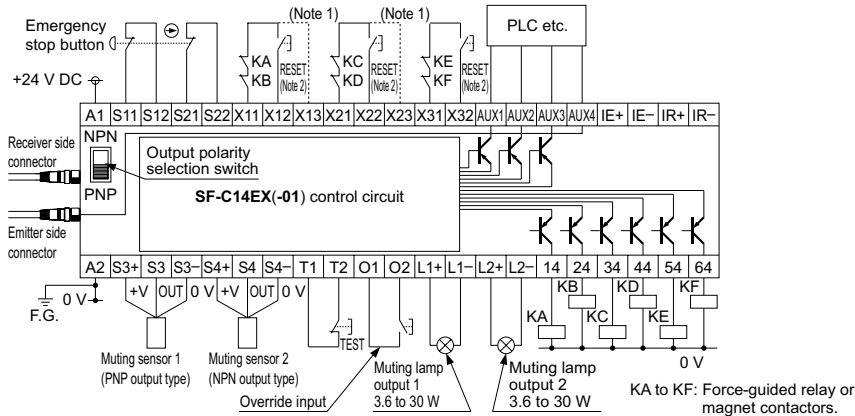 (Note 1) (Note 1)
PLC etc.
Emergency
stop button
KA
KB
RESET
(Note 2)
KC
KD
RESET
(Note 2)
KE
KF
RESET
(Note 2)
+24 V DC
A1 S11 S12 S21 S22 X11 X12 X13 X21 X22 X23 X31 X32 AUX1 AUX2 AUX3 AUX4 IE+ IE− IR+ IR−
NPN
Receiver side
connector
Output polarity
selection switch
PNP
SF-C14EX(-01) control circuit
Emitter side
connector
A2 S3+ S3 S3− S4+ S4 S4− T1 T2 O1 O2 L1+ L1− L2+ L2− 14 24 34 44 54 64
0 V
F.G.
+V OUT 0 V +V OUT 0 V
KB KD KF
KA KC KE
TEST
0 V
Muting sensor 1
(PNP output type)
Muting sensor 2
(NPN output type)
Override input
Muting lamp
output 1
3.6 to 30 W
Muting lamp
output 2
3.6 to 30 W
KA to KF: Force-guided relay or
magnet contactors.